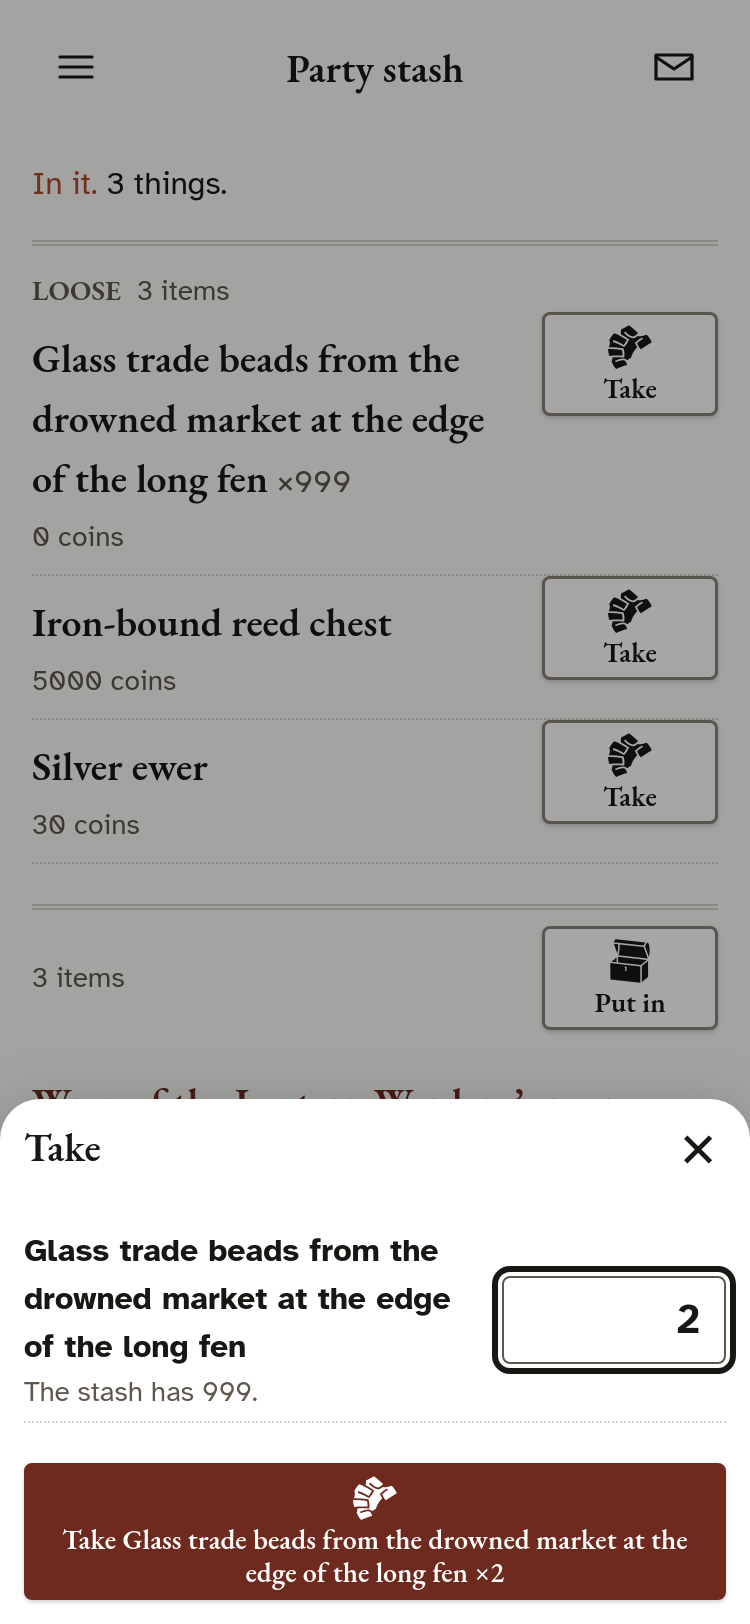 Party stash
In it. 3 things.
LOOSE 3 items
Glass trade beads from the
drowned market at the edge
of the long fen ×999
Take
0 coins
Iron-bound reed chest
Take
5000 coins
Silver ewer
Take
30 coins
3 items
Put in
Take
Glass trade beads from the
drowned market at the edge
of the long fen
2
The stash has 999.
Take Glass trade beads from the drowned market at the
edge of the long fen ×2